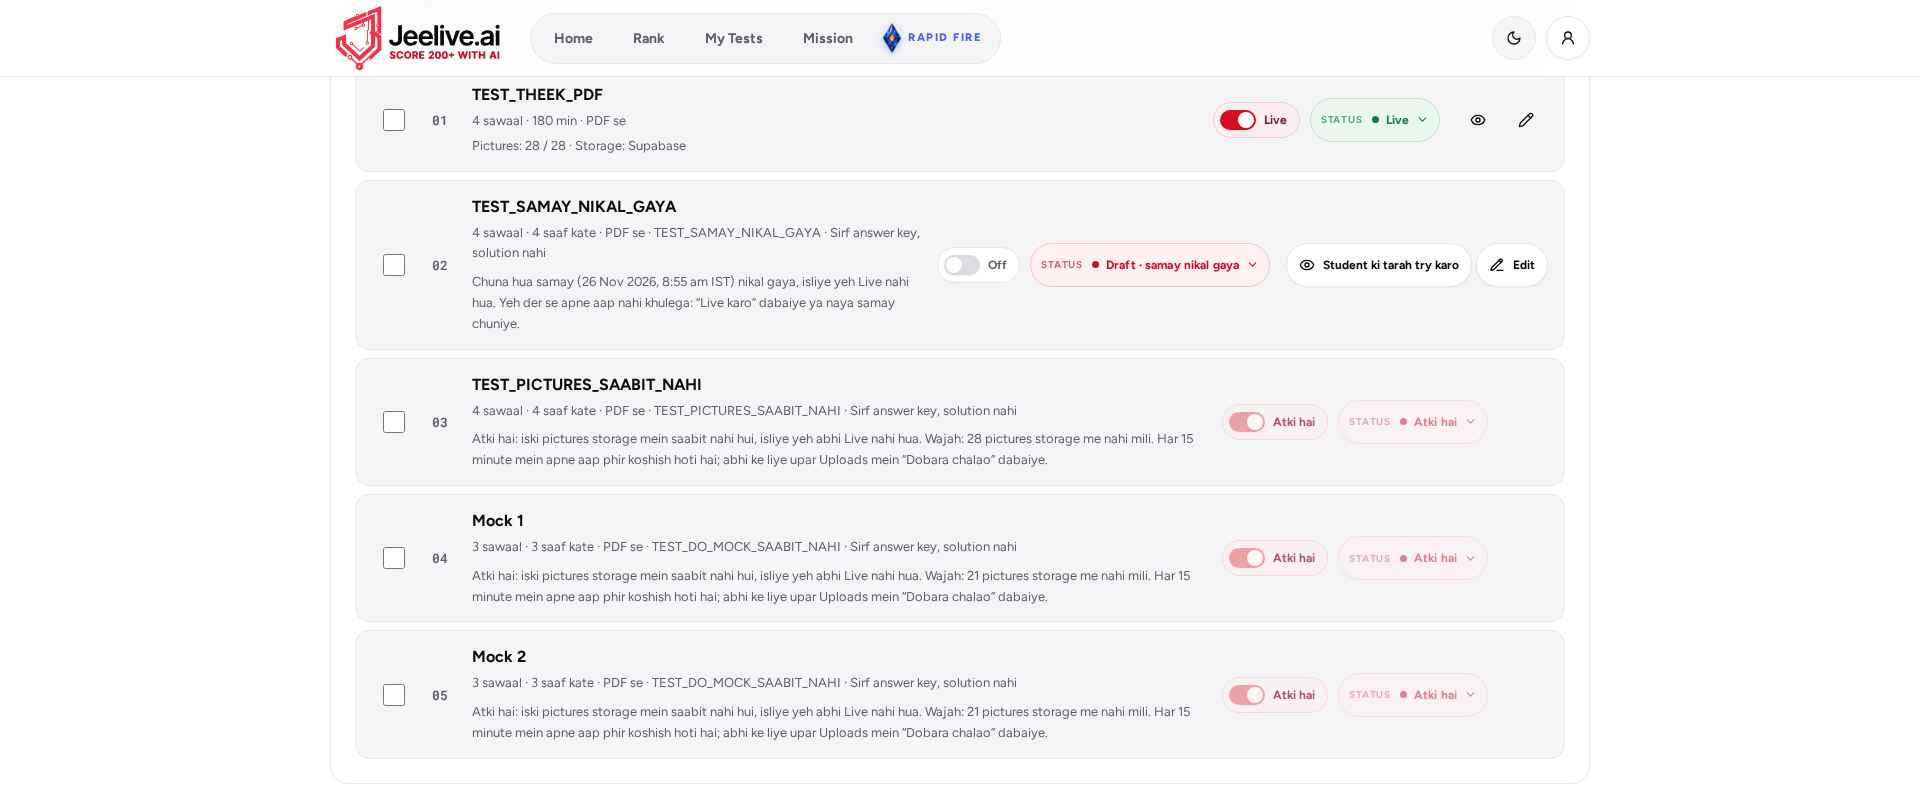 Jeelive.ai
SCORE 200+ WITH AI
Home
Rank
My Tests
Mission
RAPID FIRE
TEST_THEEK_PDF
01
4 sawaal · 180 min · PDF se
Pictures: 28 / 28 · Storage: Supabase
Live
STATUS
Live
TEST_SAMAY_NIKAL_GAYA
4 sawaal · 4 saaf kate · PDF se · TEST_SAMAY_NIKAL_GAYA · Sirf answer key,
solution nahi
02
Chuna hua samay (26 Nov 2026, 8:55 am IST) nikal gaya, isliye yeh Live nahi
hua. Yeh der se apne aap nahi khulega: “Live karo” dabaiye ya naya samay
chuniye.
Off
STATUS
Draft · samay nikal gaya
Student ki tarah try karo
Edit
TEST_PICTURES_SAABIT_NAHI
4 sawaal · 4 saaf kate · PDF se · TEST_PICTURES_SAABIT_NAHI · Sirf answer key, solution nahi
03
Atki hai: iski pictures storage mein saabit nahi hui, isliye yeh abhi Live nahi hua. Wajah: 28 pictures storage me nahi mili. Har 15
minute mein apne aap phir koshish hoti hai; abhi ke liye upar Uploads mein “Dobara chalao” dabaiye.
Atki hai
STATUS
Atki hai
Mock 1
3 sawaal · 3 saaf kate · PDF se · TEST_DO_MOCK_SAABIT_NAHI · Sirf answer key, solution nahi
04
Atki hai: iski pictures storage mein saabit nahi hui, isliye yeh abhi Live nahi hua. Wajah: 21 pictures storage me nahi mili. Har 15
minute mein apne aap phir koshish hoti hai; abhi ke liye upar Uploads mein “Dobara chalao” dabaiye.
Atki hai
STATUS
Atki hai
Mock 2
3 sawaal · 3 saaf kate · PDF se · TEST_DO_MOCK_SAABIT_NAHI · Sirf answer key, solution nahi
05
Atki hai: iski pictures storage mein saabit nahi hui, isliye yeh abhi Live nahi hua. Wajah: 21 pictures storage me nahi mili. Har 15
minute mein apne aap phir koshish hoti hai; abhi ke liye upar Uploads mein “Dobara chalao” dabaiye.
Atki hai
STATUS
Atki hai